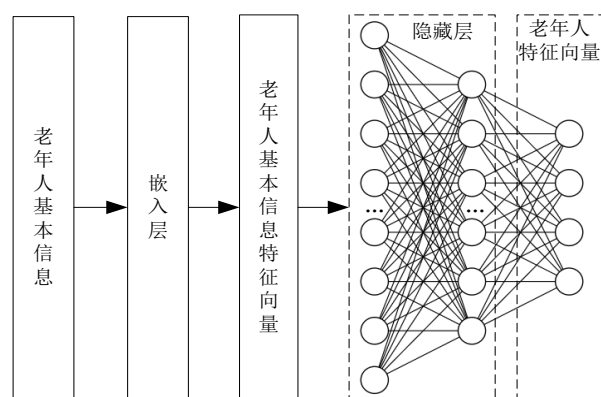 老年人基本信息
嵌入层
老年人基本信息特征向量
隐藏层
...
...
老年人
特征向量